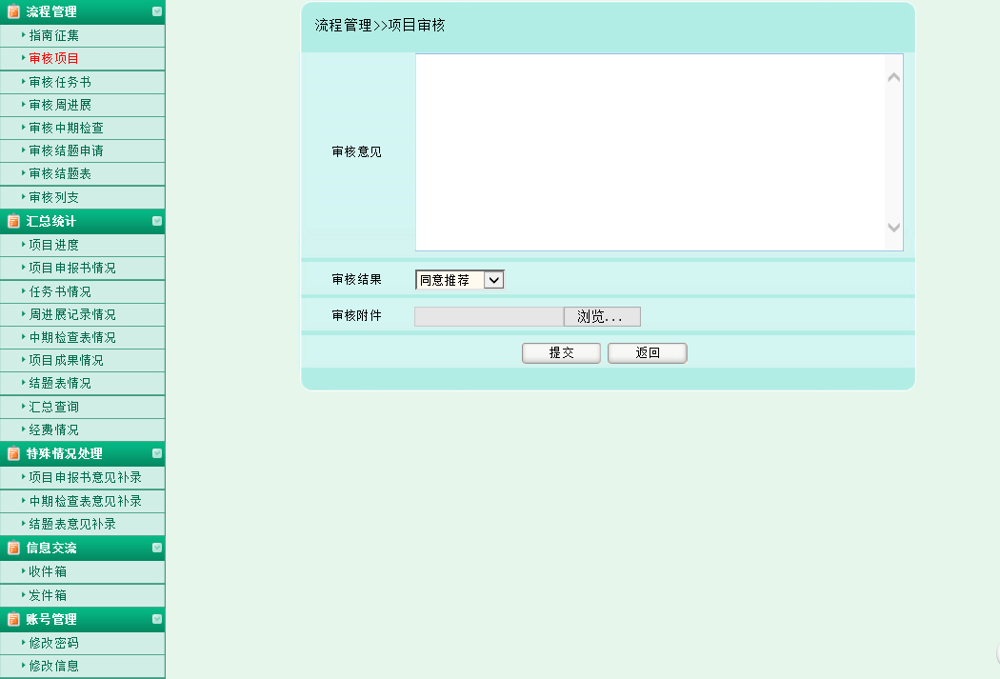 流程管理
指南征集
审核项目
审核任务书
审核周进展
审核中期检查
审核结题申请
审核结题表
审核列支
汇总统计
项目进度
项目申报书情况
任务书情况
周进展记录情况
中期检查表情况
项目成果情况
结题表情况
汇总查询
经费情况
特殊情况处理
项目申报书意见补录
中期检查表意见补录
结题表意见补录
信息交流
收件箱
发件箱
账号管理
修改密码
修改信息
流程管理>>项目审核
审核意见
审核结果 同意推荐
审核附件 浏览...
提交 返回